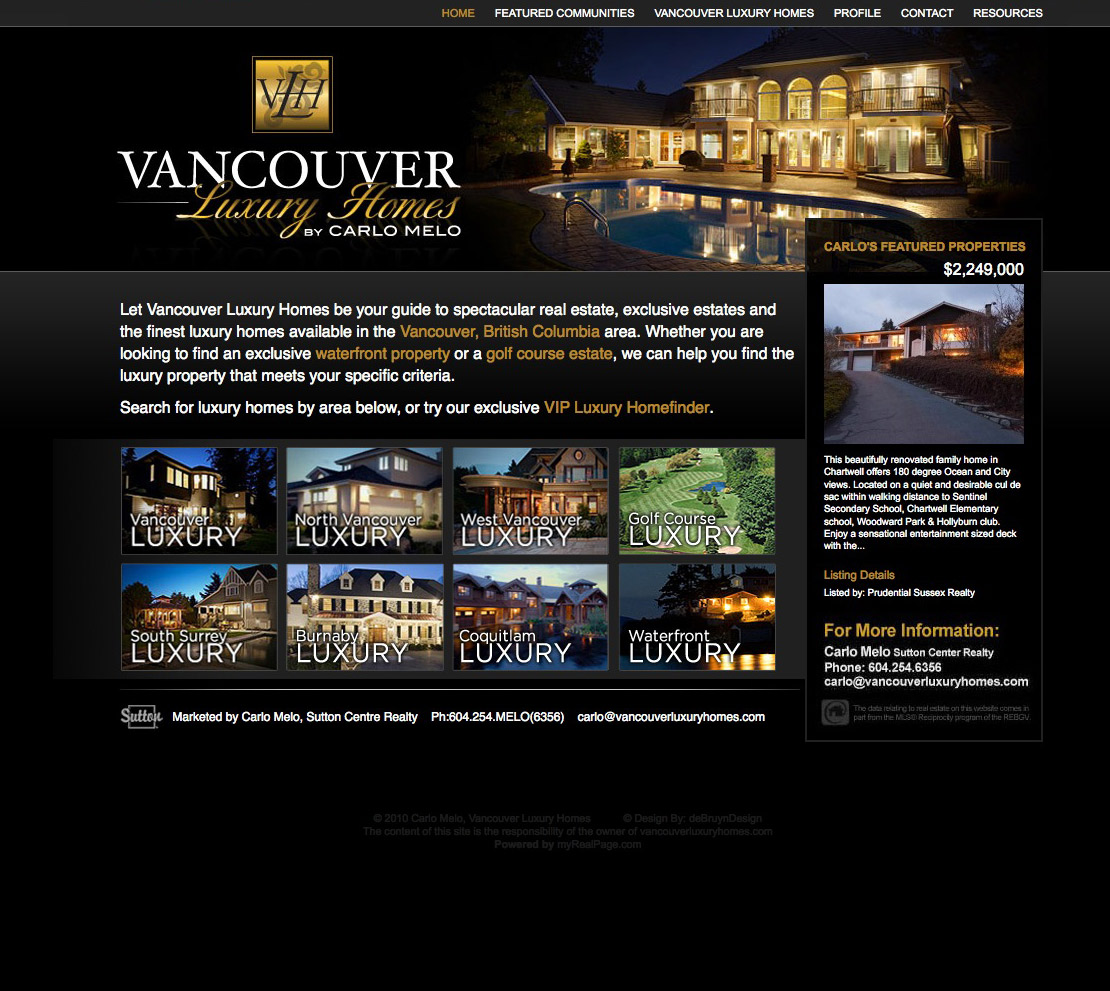 HOME FEATURED COMMUNITIES VANCOUVER LUXURY HOMES PROFILE CONTACT RESOURCES
VLH
VANCOUVER
Luxury Homes
BY CARLO MELO
Let Vancouver Luxury Homes be your guide to spectacular real estate, exclusive estates and
the finest luxury homes available in the Vancouver, British Columbia area. Whether you are
looking to find an exclusive waterfront property or a golf course estate, we can help you find the
luxury property that meets your specific criteria.
Search for luxury homes by area below, or try our exclusive VIP Luxury Homefinder.
Vancouver
LUXURY
North Vancouver
LUXURY
West Vancouver
LUXURY
Golf Course
LUXURY
South Surrey
LUXURY
Burnaby
LUXURY
Coquitlam
LUXURY
Waterfront
LUXURY
Sutton
Marketed by Carlo Melo, Sutton Centre Realty Ph:604.254.MELO(6356) carlo@vancouverluxuryhomes.com
CARLO'S FEATURED PROPERTIES
$2,249,000
This beautifully renovated family home in
Chartwell offers 180 degree Ocean and City
views. Located on a quiet and desirable cul de
sac within walking distance to Sentinel
Secondary School, Chartwell Elementary
school, Woodward Park & Hollyburn club.
Enjoy a sensational entertainment sized deck
with the...
Listing Details
Listed by: Prudential Sussex Realty
For More Information:
Carlo Melo Sutton Center Realty
Phone: 604.254.6356
carlo@vancouverluxuryhomes.com
The data relating to real estate on this website comes in
part from the MLS® Reciprocity program of the REBGV.
© 2010 Carlo Melo, Vancouver Luxury Homes © Design By: deBruynDesign
The content of this site is the responsibility of the owner of vancouverluxuryhomes.com
Powered by myRealPage.com